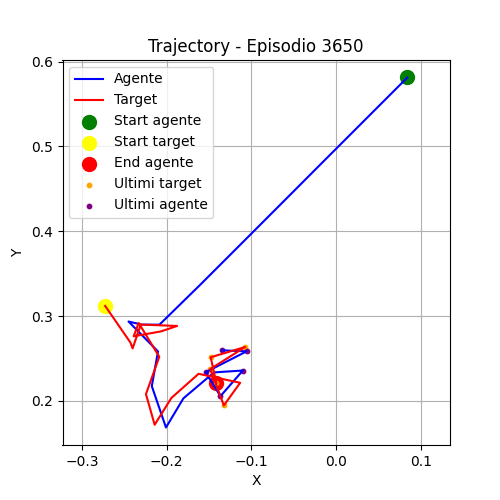 Trajectory - Episodio 3650
Agente
Target
Start agente
Start target
End agente
Ultimi target
Ultimi agente
0.6
0.5
0.4
0.3
0.2
Y
−0.3
−0.2
−0.1
0.0
0.1
X